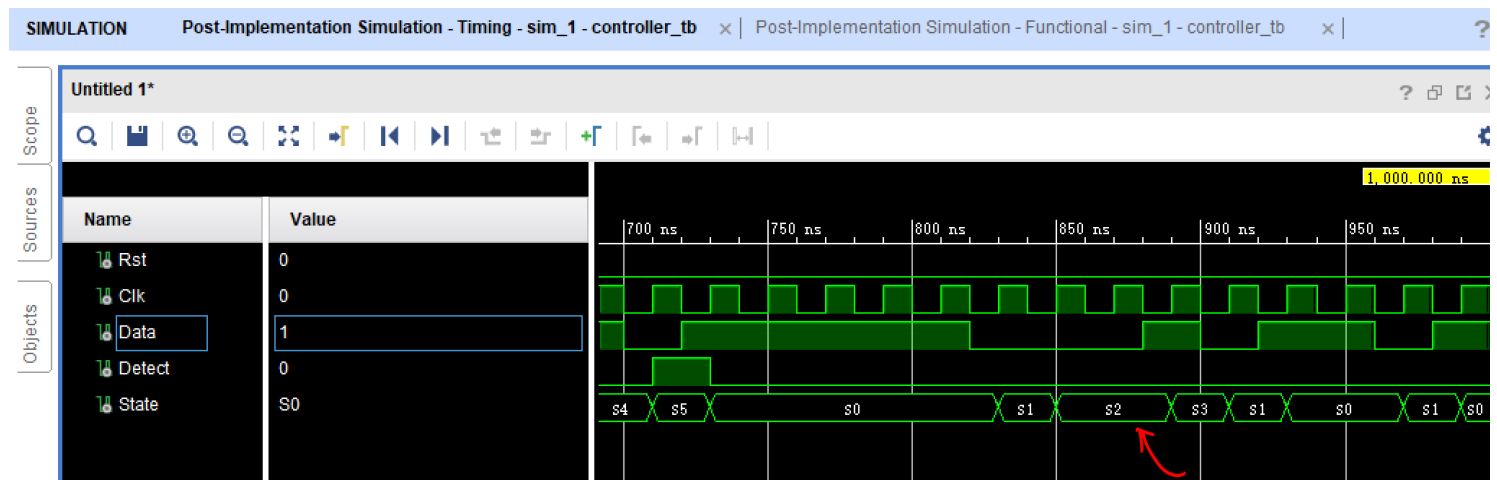 SIMULATION Post-Implementation Simulation - Timing - sim_1 - controller_tb × Post-Implementation Simulation - Functional - sim_1 - controller_tb × ?
Untitled 1* ?
Scope
Sources
Objects
1,000.000 ns
Name Value
700 ns 750 ns 800 ns 850 ns 900 ns 950 ns
Rst 0
Clk 0
Data 1
Detect 0
State S0 S4 S5 S0 S1 S2 S3 S1 S0 S1 S0